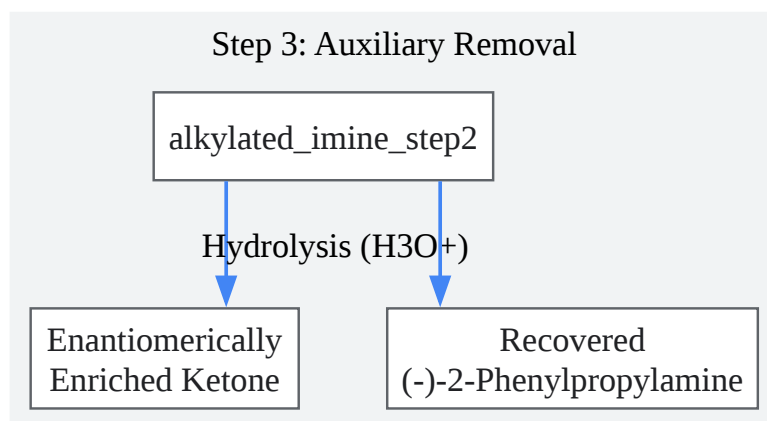 Step 3: Auxiliary Removal
alkylated_imine_step2
Hydrolysis (H3O+)
Enantiomerically
Enriched Ketone
Recovered
(-)-2-Phenylpropylamine